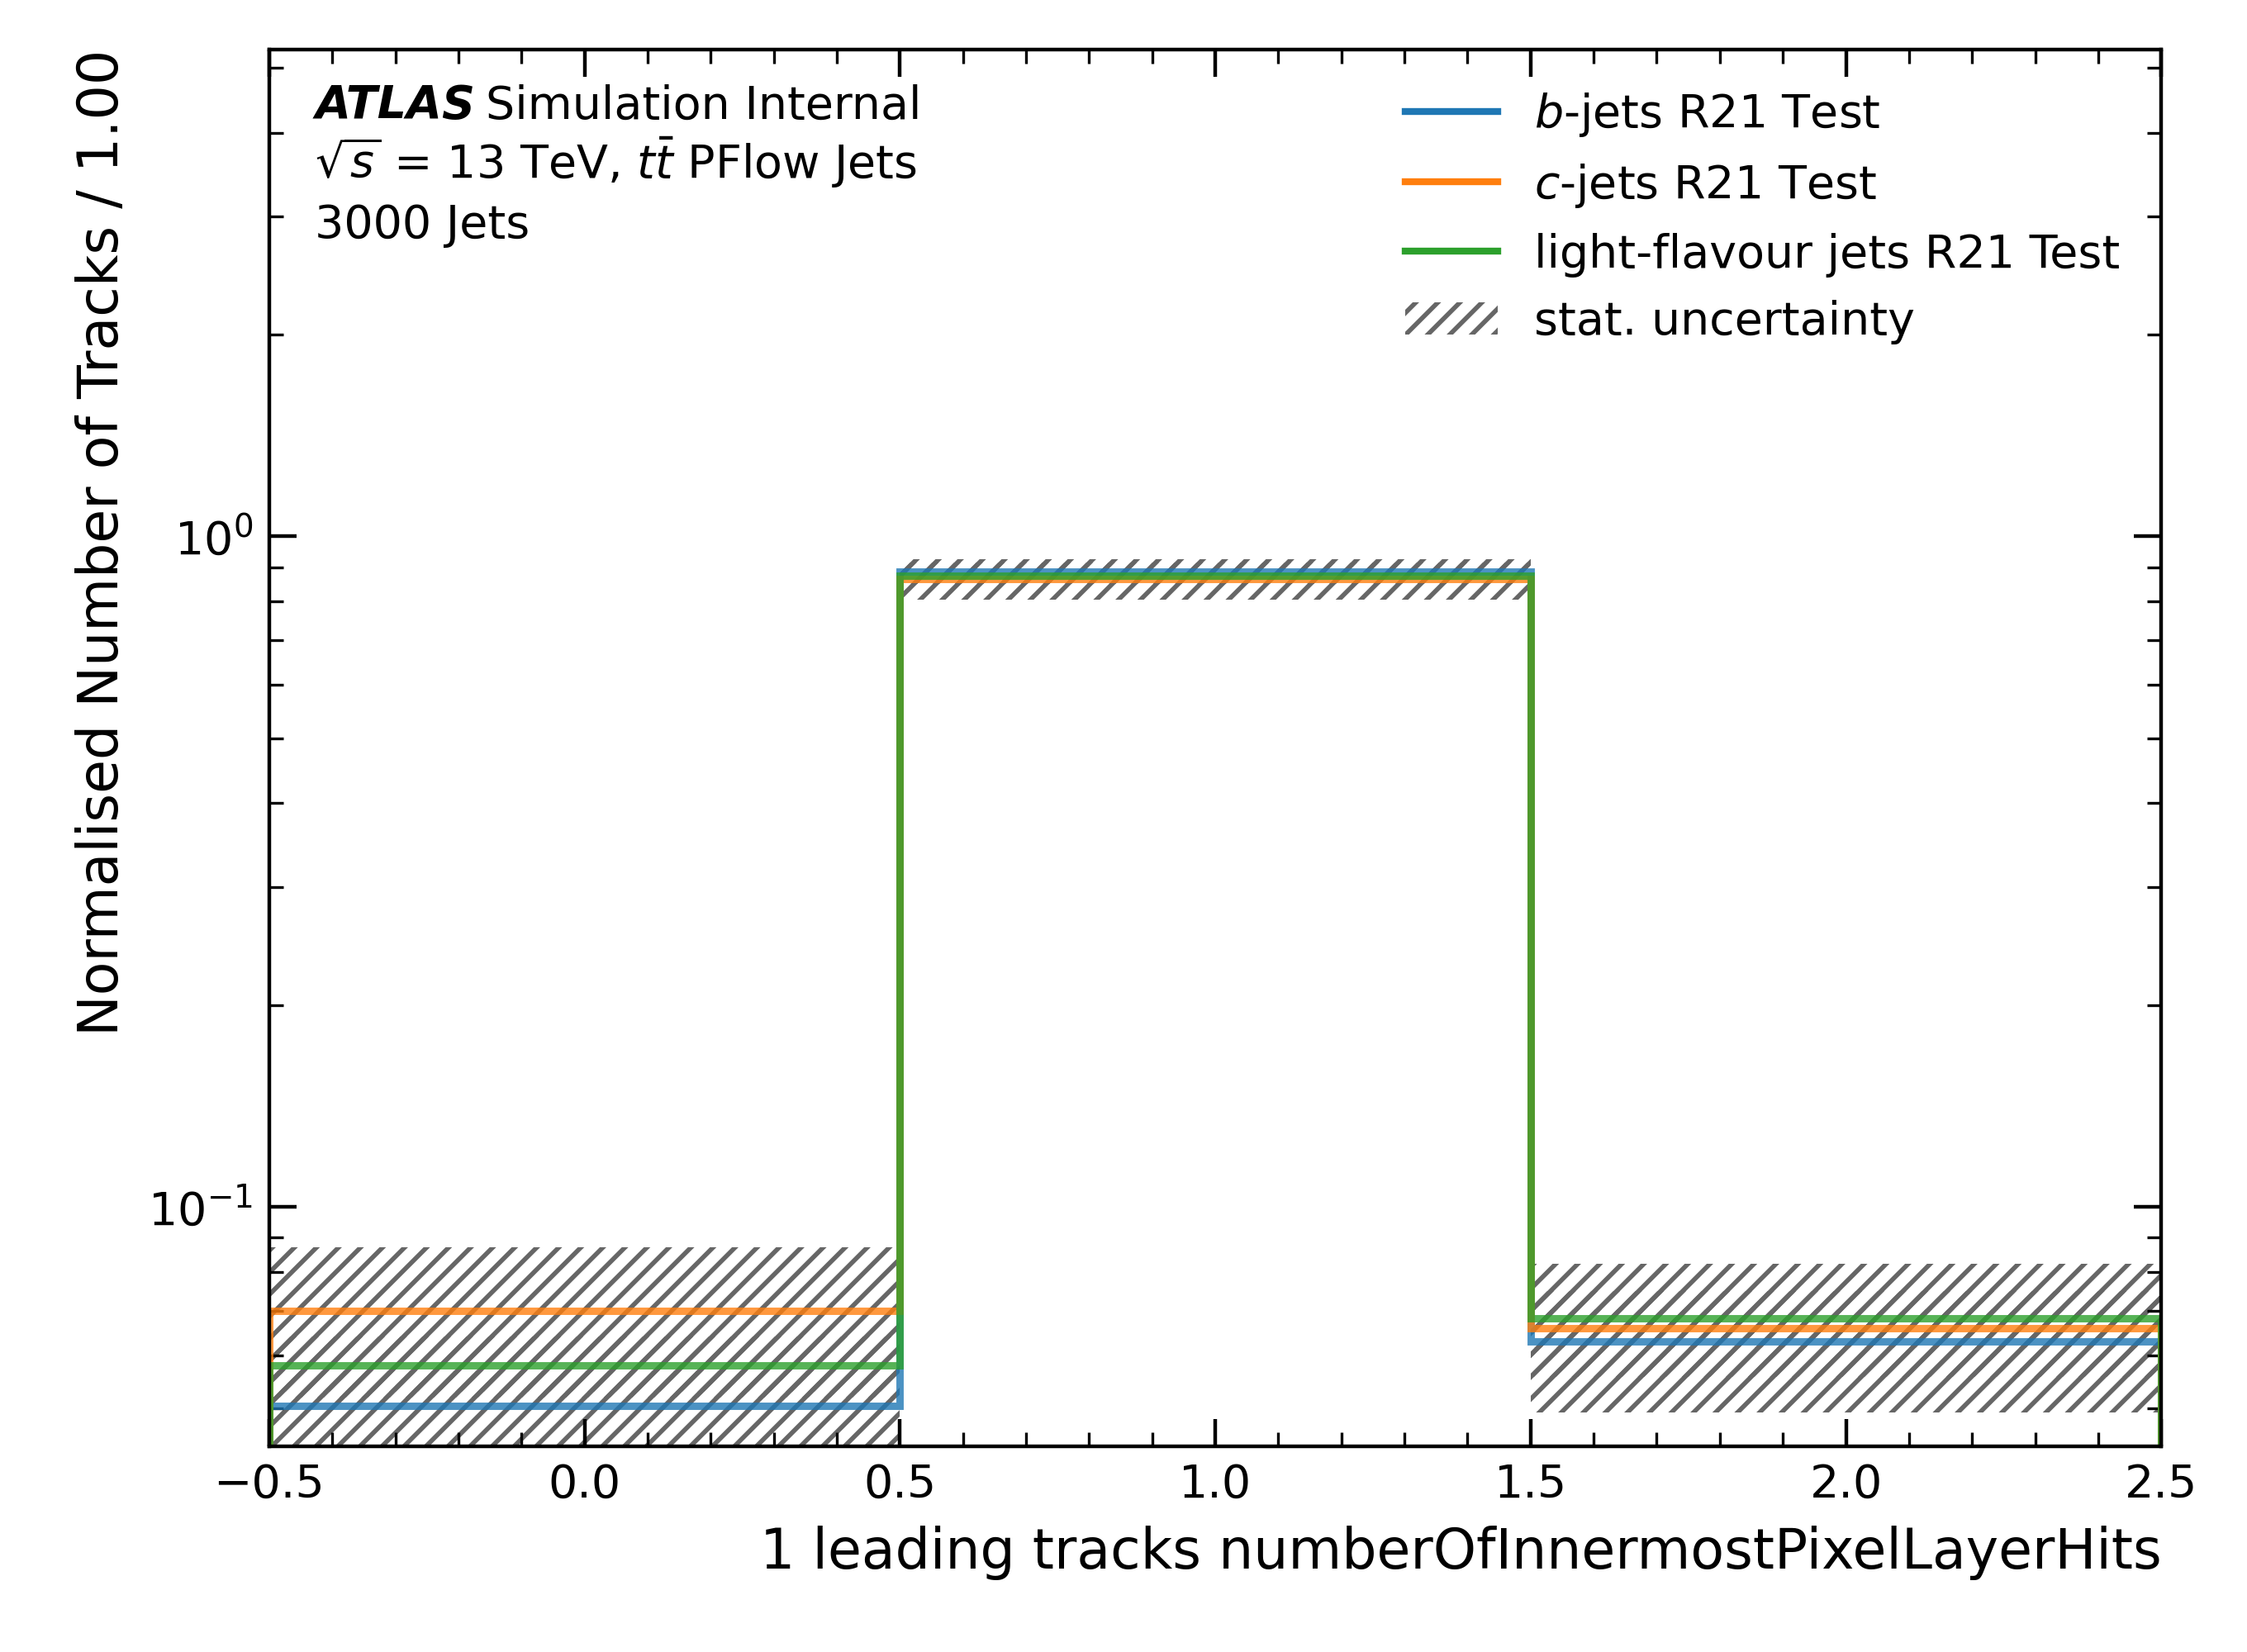 ATLAS Simulation Internal
√s = 13 TeV, tt̄ PFlow Jets
3000 Jets
b-jets R21 Test
c-jets R21 Test
light-flavour jets R21 Test
stat. uncertainty
Normalised Number of Tracks / 1.00
10⁰
10⁻¹
−0.5 0.0 0.5 1.0 1.5 2.0 2.5
1 leading tracks numberOfInnermostPixelLayerHits